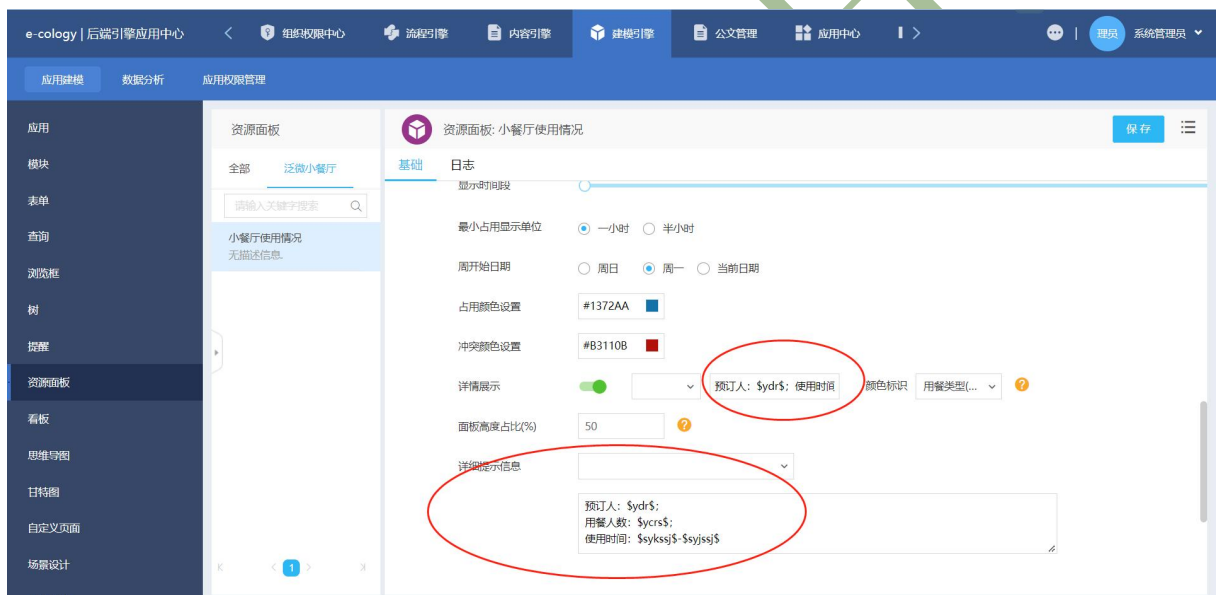 e-cology | 后端引擎应用中心 组织权限中心 流程引擎 内容引擎 建模引擎 公文管理 应用中心 理员 系统管理员
应用建模 数据分析 应用权限管理
应用
模块
表单
查询
浏览框
树
提醒
资源面板
看板
思维导图
甘特图
自定义页面
场景设计
资源面板
全部 泛微小餐厅
请输入关键字搜索
小餐厅使用情况
无描述信息.
1
资源面板: 小餐厅使用情况 保存
基础 日志
显示时间段
最小占用显示单位 一小时 半小时
周开始日期 周日 周一 当前日期
占用颜色设置 #1372AA
冲突颜色设置 #B3110B
详情展示 预订人: $ydr$; 使用时间 颜色标识 用餐类型(... ?
面板高度占比(%) 50 ?
详细提示信息
预订人: $ydr$;
用餐人数: $ycrs$;
使用时间: $sykssj$-$syjssj$